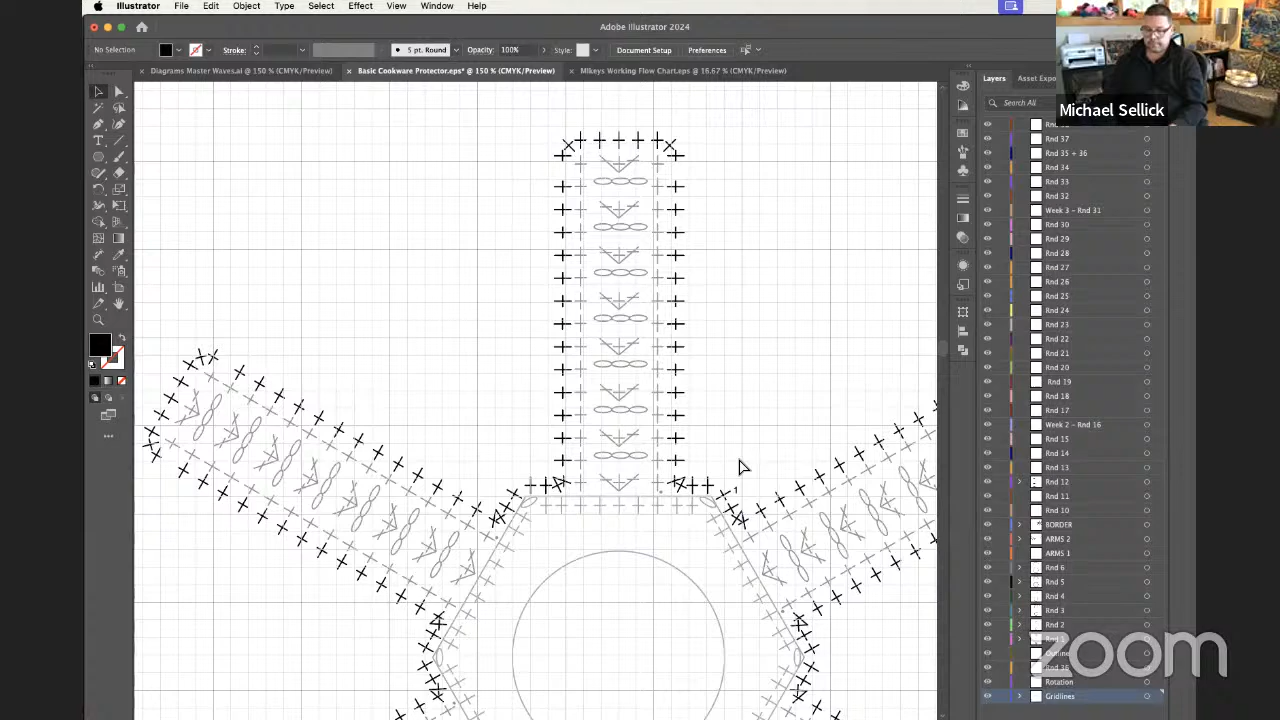 Illustrator File Edit Object Type Select Effect View Window Help
Adobe Illustrator 2024
No Selection Stroke: 5 pt. Round Opacity: 100% Style: Document Setup Preferences
Diagrams Master Waves.ai @ 150 % (CMYK/Preview)
Basic Cookware Protector.eps* @ 150 % (CMYK/Preview)
Mikeys Working Flow Chart.eps @ 16.67 % (CMYK/Preview)
Layers Asset Expo
Search All
Michael Sellick
Rnd 37
Rnd 35 + 36
Rnd 34
Rnd 33
Rnd 32
Week 3 - Rnd 31
Rnd 30
Rnd 29
Rnd 28
Rnd 27
Rnd 26
Rnd 25
Rnd 24
Rnd 23
Rnd 22
Rnd 21
Rnd 20
Rnd 19
Rnd 18
Rnd 17
Week 2 - Rnd 16
Rnd 15
Rnd 14
Rnd 13
Rnd 12
Rnd 11
Rnd 10
BORDER
ARMS 2
ARMS 1
Rnd 6
Rnd 5
Rnd 4
Rnd 3
Rnd 2
Rnd 1
Rotation
Gridlines
zoom